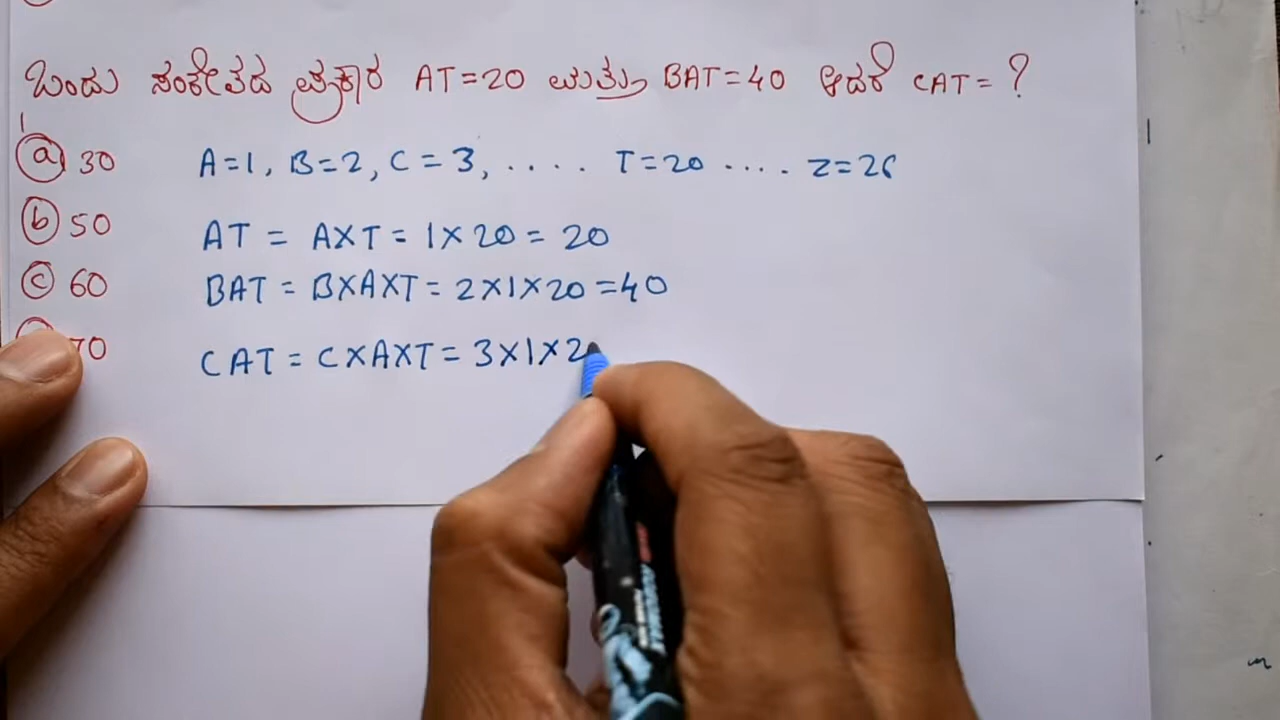 ಒಂದು ಸಂಕೇತದ ಪ್ರಕಾರ AT=20 ಮತ್ತು BAT=40 ಆದರೆ CAT= ?
a 30
A=1, B=2, C=3, .... T=20 .... Z=26
b 50
AT = A×T = 1×20 = 20
c 60
BAT = B×A×T = 2×1×20 =40
70
CAT = C×A×T = 3×1×2